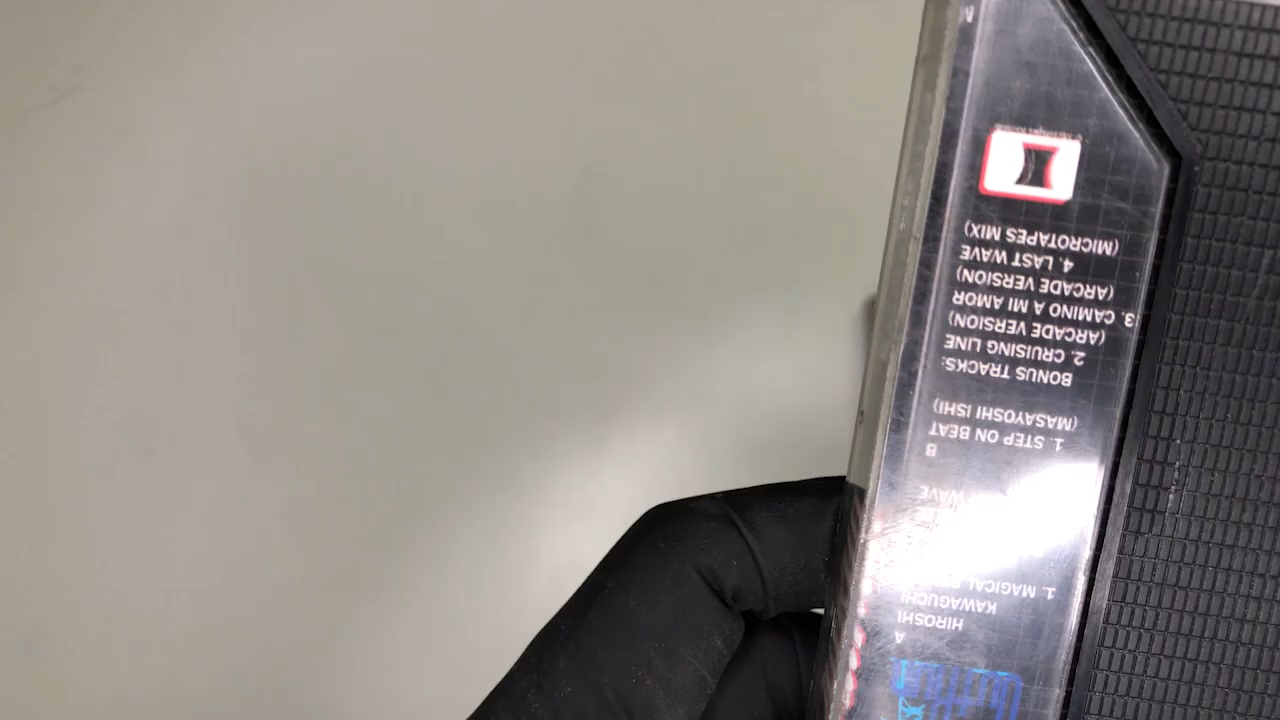 OutRun
A
HIROSHI
KAWAGUCHI
1. MAGICAL
WAVE
B
1. STEP ON BEAT
(MASAYOSHI ISHI)
BONUS TRACKS:
2. CRUISING LINE
(ARCADE VERSION)
3. CAMINO A MI AMOR
(ARCADE VERSION)
4. LAST WAVE
(MICROTAPES MIX)